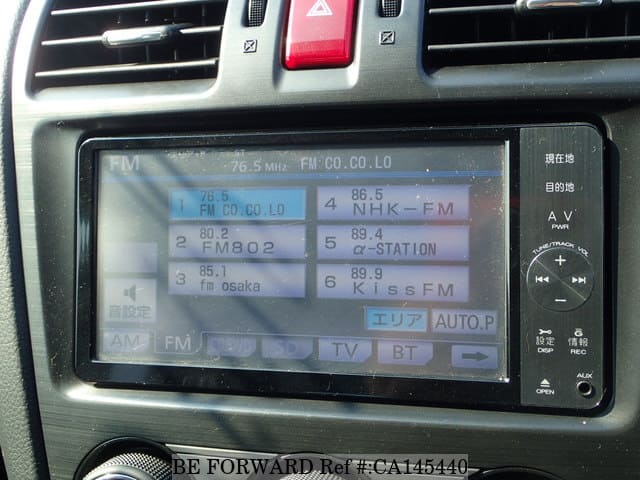 FM ST 76.5 MHz FM CO.CO.LO
1 76.5 FM CO.CO.LO
2 80.2 FM802
3 85.1 fm osaka
4 86.5 NHK-FM
5 89.4 α-STATION
6 89.9 KissFM
音設定
エリア AUTO.P
AM FM SD TV BT
現在地
目的地
AV
PWR
TUNE/TRACK VOL
設定 情報
DISP REC
AUX
OPEN
BE FORWARD Ref #:CA145440